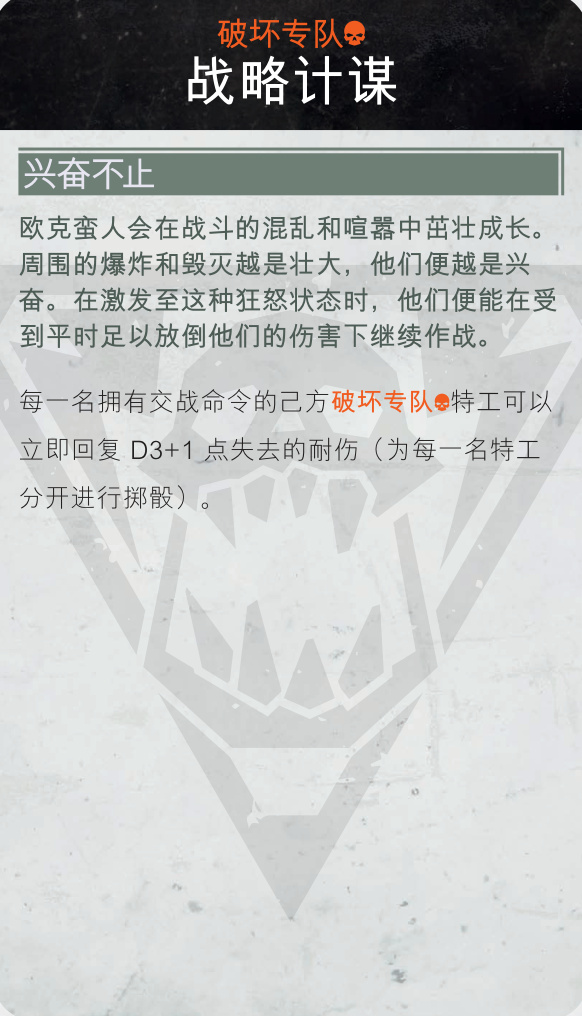 破坏专队
战略计谋
兴奋不止
欧克蛮人会在战斗的混乱和喧嚣中茁壮成长。
周围的爆炸和毁灭越是壮大，他们便越是兴
奋。在激发至这种狂怒状态时，他们便能在受
到平时足以放倒他们的伤害下继续作战。
每一名拥有交战命令的己方破坏专队特工可以
立即回复 D3+1 点失去的耐伤（为每一名特工
分开进行掷骰）。